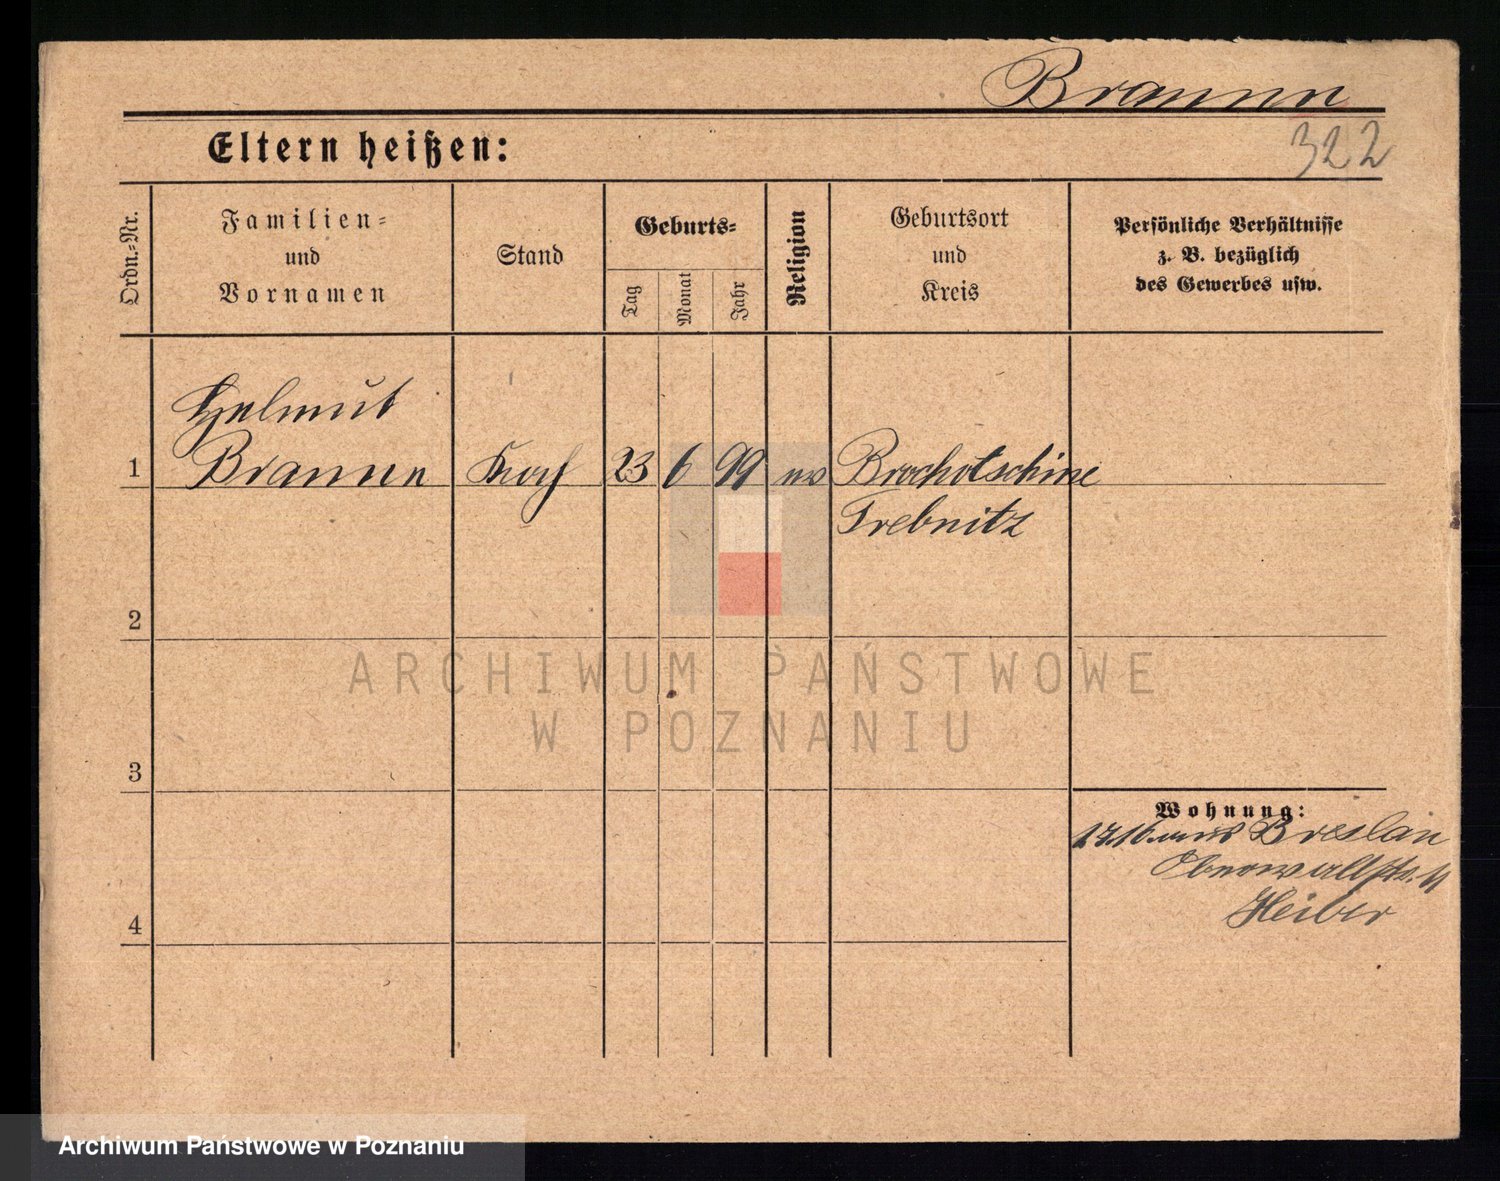 Braunn
322
Eltern heißen:
Ordn.-Nr.
Familien-
und
Vornamen
Stand
Geburts-
Tag
Monat
Jahr
Religion
Geburtsort
und
Kreis
Persönliche Verhältnisse
z. B. bezüglich
des Gewerbes usw.
Helmut
1 Braunn Koch 23 6 99 ev Brochotschine
Trebnitz
2
ARCHIWUM PAŃSTWOWE
W POZNANIU
3
Wohnung:
Breslau
Heiber
4
Archiwum Państwowe w Poznaniu